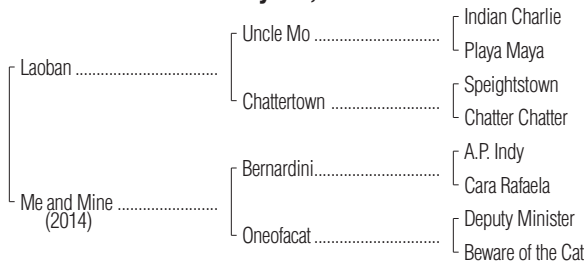 Indian Charlie
Uncle Mo
Playa Maya
Laoban
Speightstown
Chattertown
Chatter Chatter
A.P. Indy
Bernardini
Cara Rafaela
Me and Mine
(2014)
Deputy Minister
Oneofacat
Beware of the Cat